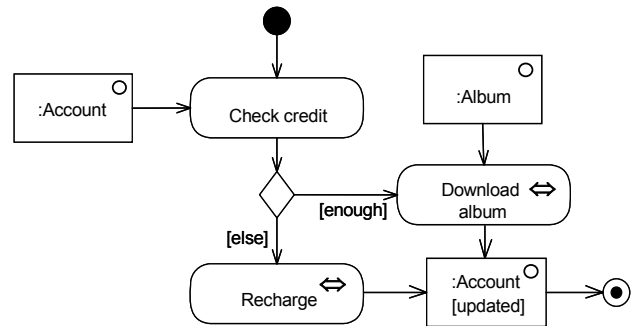 :Account
Check credit
:Album
[enough]
Download
album
[else]
Recharge
:Account
[updated]